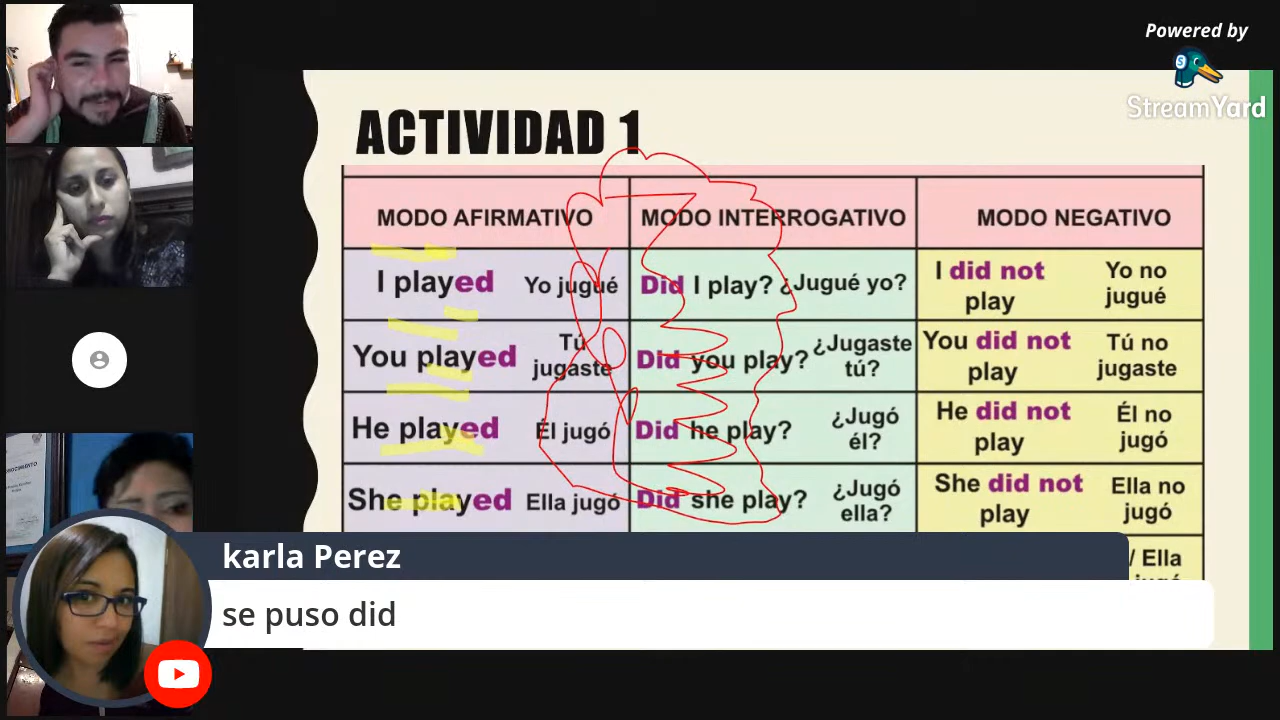 Powered by
StreamYard
ACTIVIDAD 1
MODO AFIRMATIVO MODO INTERROGATIVO MODO NEGATIVO
I played Yo jugué Did I play? ¿Jugué yo? I did not play Yo no jugué
You played Tú jugaste Did you play? ¿Jugaste tú? You did not play Tú no jugaste
He played Él jugó Did he play? ¿Jugó él? He did not play Él no jugó
She played Ella jugó Did she play? ¿Jugó ella? She did not play Ella no jugó
/ Ella
karla Perez
se puso did